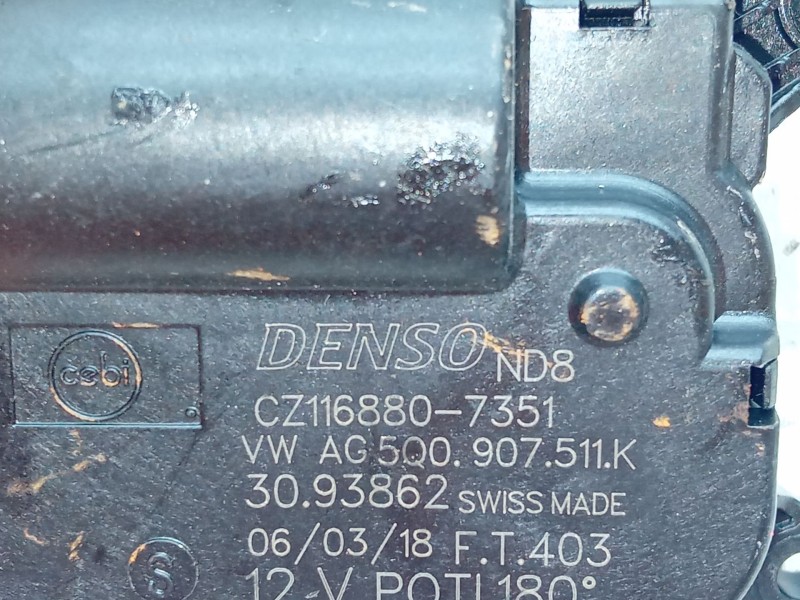 DENSO ND8
cebi
CZ116880-7351
VW AG 5Q0.907.511.K
30.93862 SWISS MADE
06/03/18 F.T.403
12 V POTI 180°